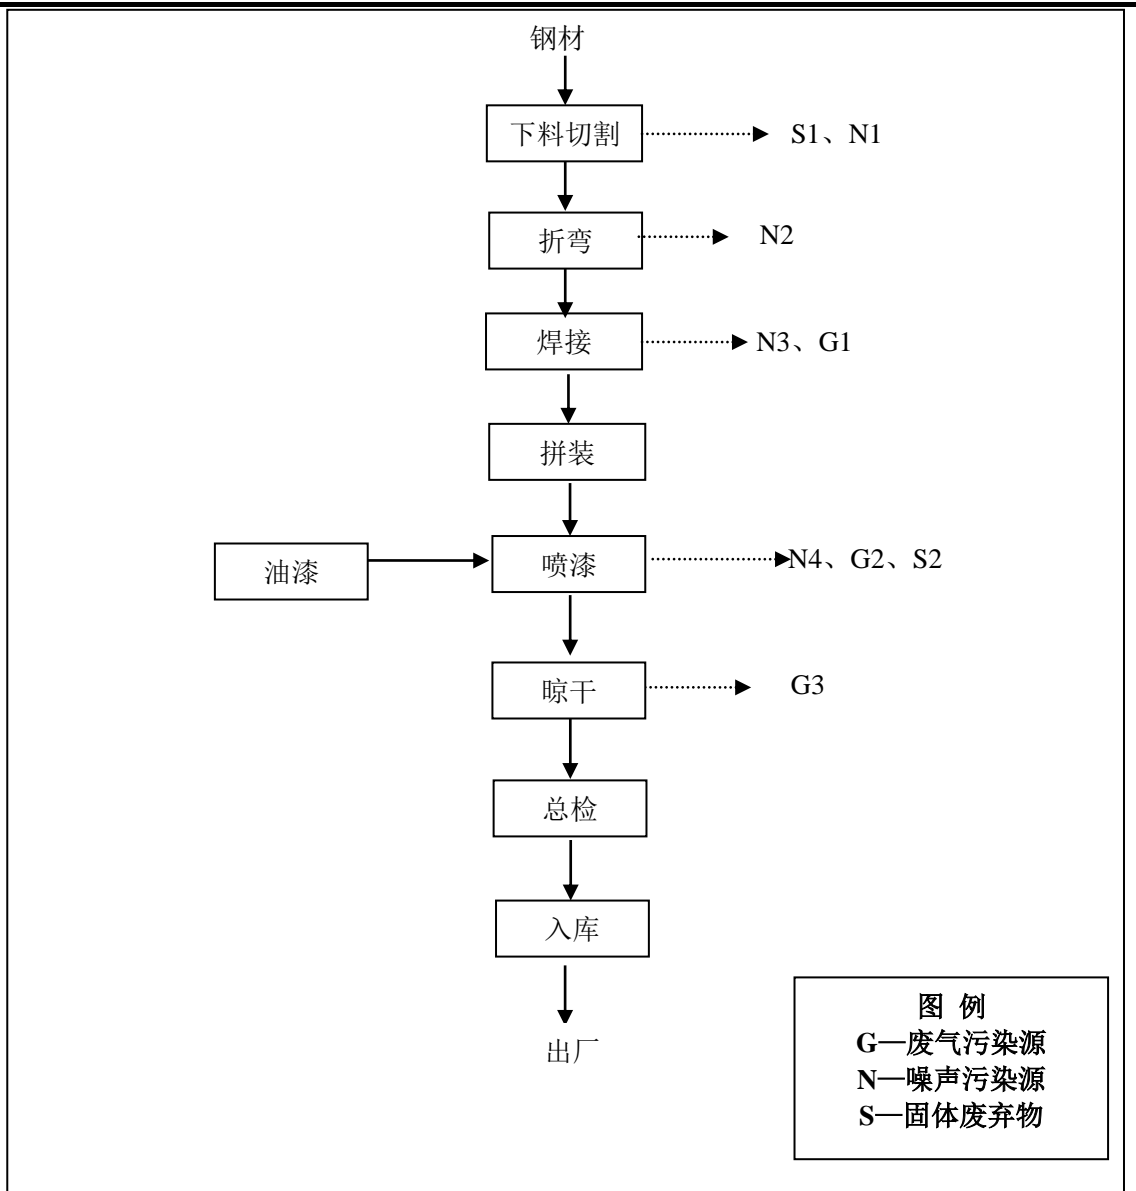 钢材
下料切割
S1、N1
折弯
N2
焊接
N3、G1
拼装
油漆
喷漆
N4、G2、S2
晾干
G3
总检
入库
出厂
图 例
G—废气污染源
N—噪声污染源
S—固体废弃物